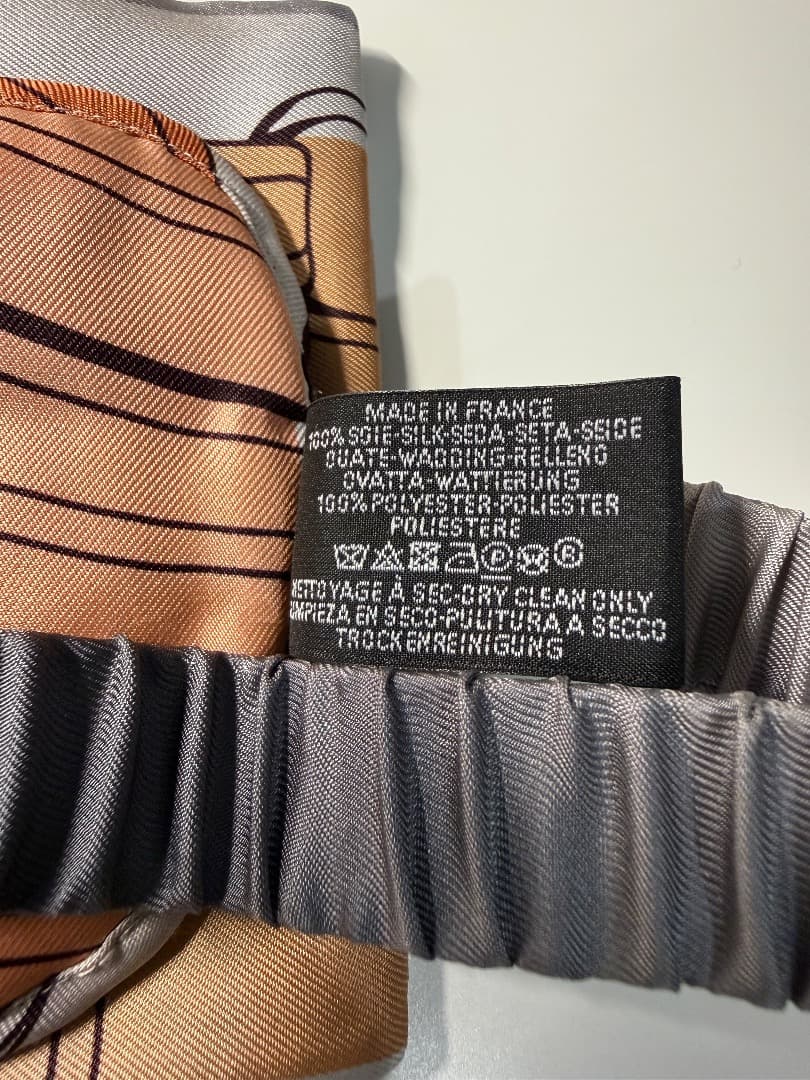 MADE IN FRANCE
100% SOIE-SILK-SEDA-SETA-SEIDE
OUATE-WADDING-RELLENO
OVATTA-WATTIERUNG
100% POLYESTER-POLIESTER
POLIESTERE
P ®
NETTOYAGE À SEC-DRY CLEAN ONLY
LIMPIEZA EN SECO-PULITURA A SECCO
TROCKENREINIGUNG